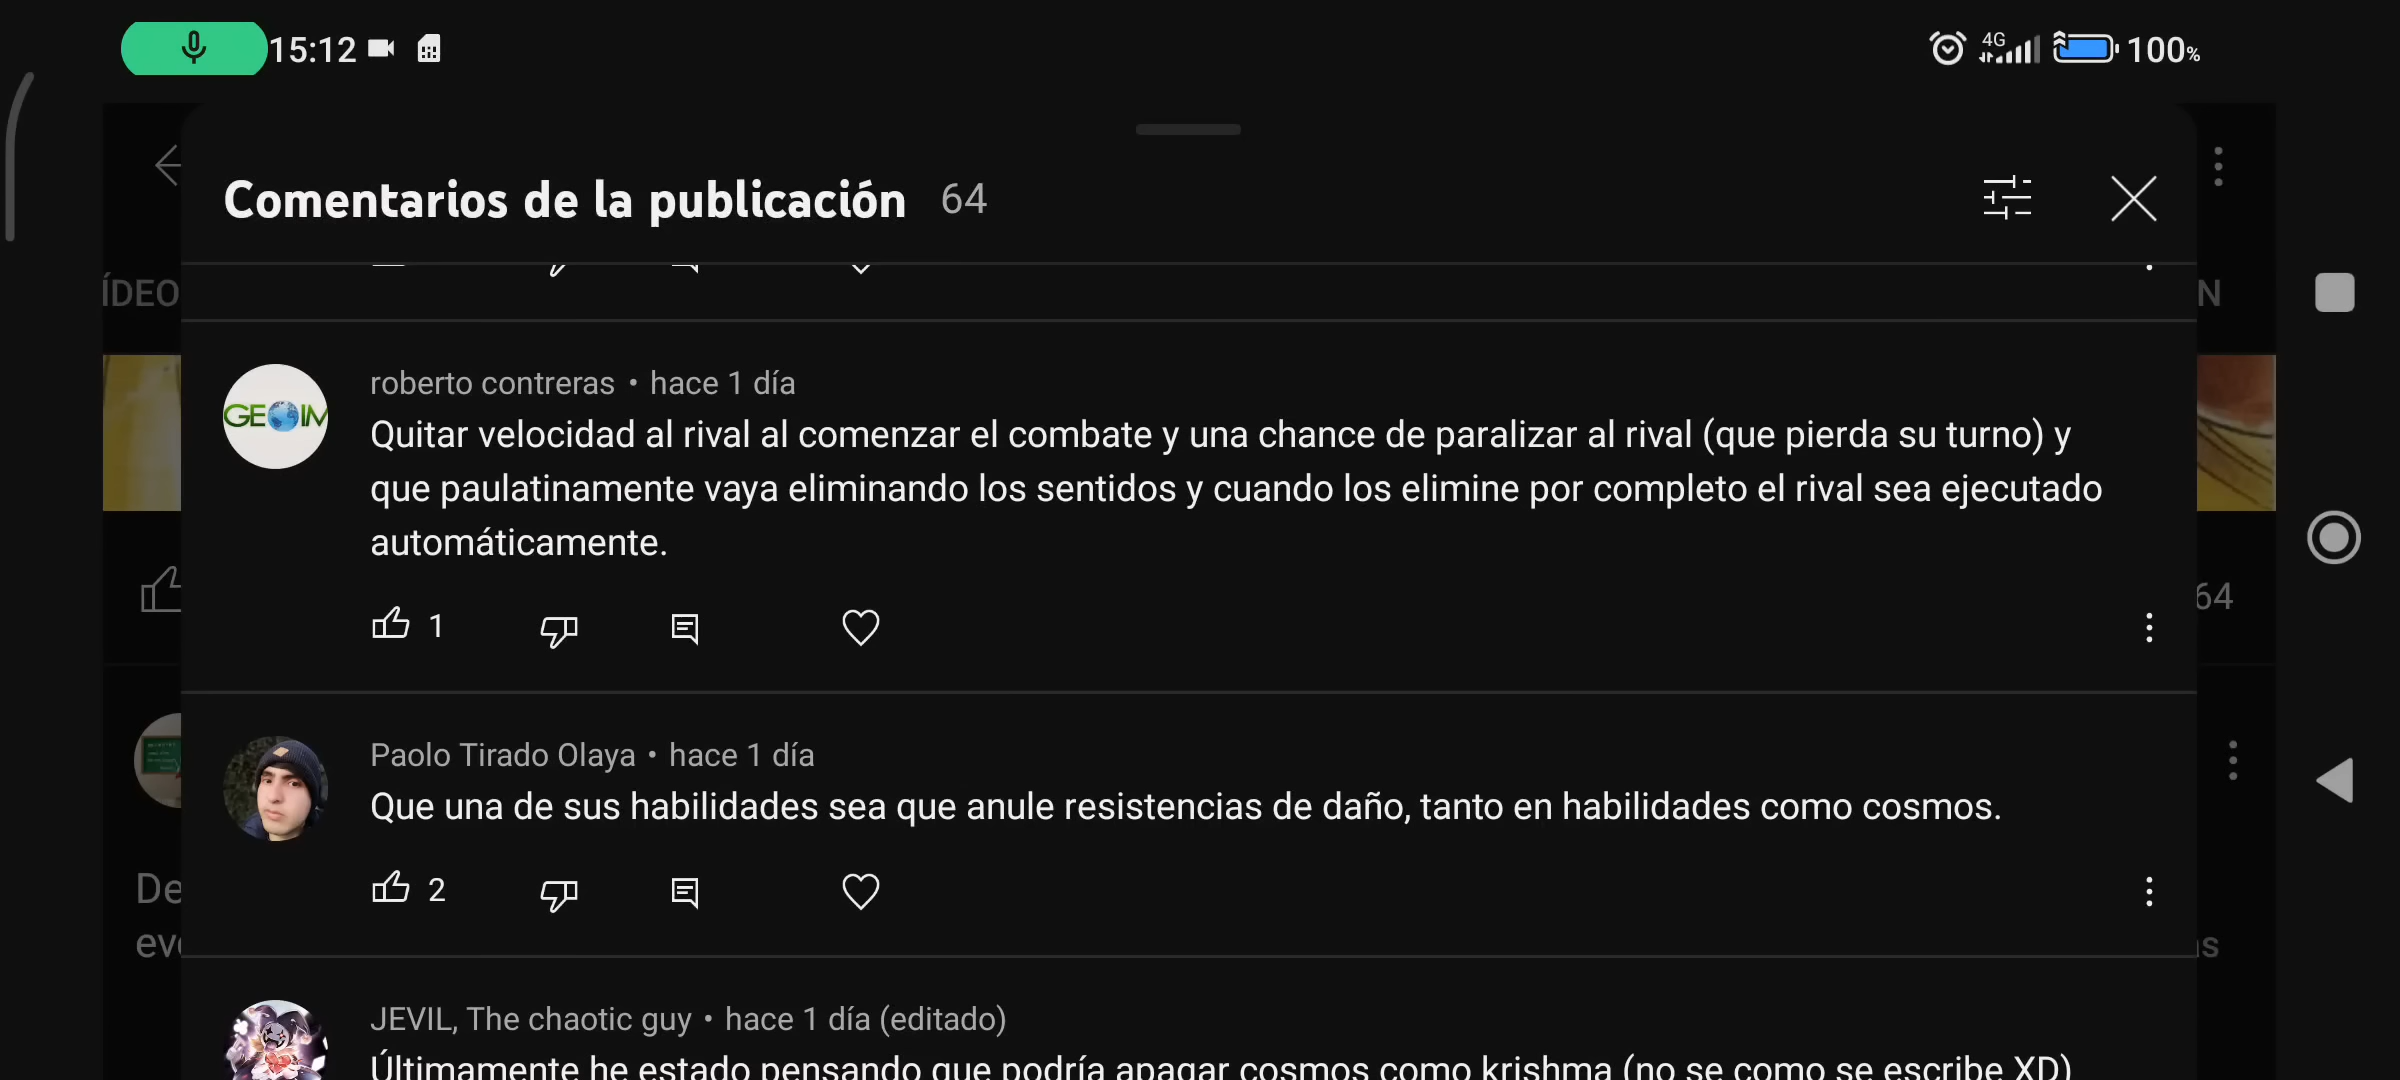 15:12
4G
100%
Comentarios de la publicación 64
ÍDEO
N
roberto contreras • hace 1 día
GEOIM
Quitar velocidad al rival al comenzar el combate y una chance de paralizar al rival (que pierda su turno) y
que paulatinamente vaya eliminando los sentidos y cuando los elimine por completo el rival sea ejecutado
automáticamente.
1
64
Paolo Tirado Olaya • hace 1 día
Que una de sus habilidades sea que anule resistencias de daño, tanto en habilidades como cosmos.
2
De
eve
as
JEVIL, The chaotic guy • hace 1 día (editado)
Últimamente he estado pensando que podría apagar cosmos como krishma (no se como se escribe XD)